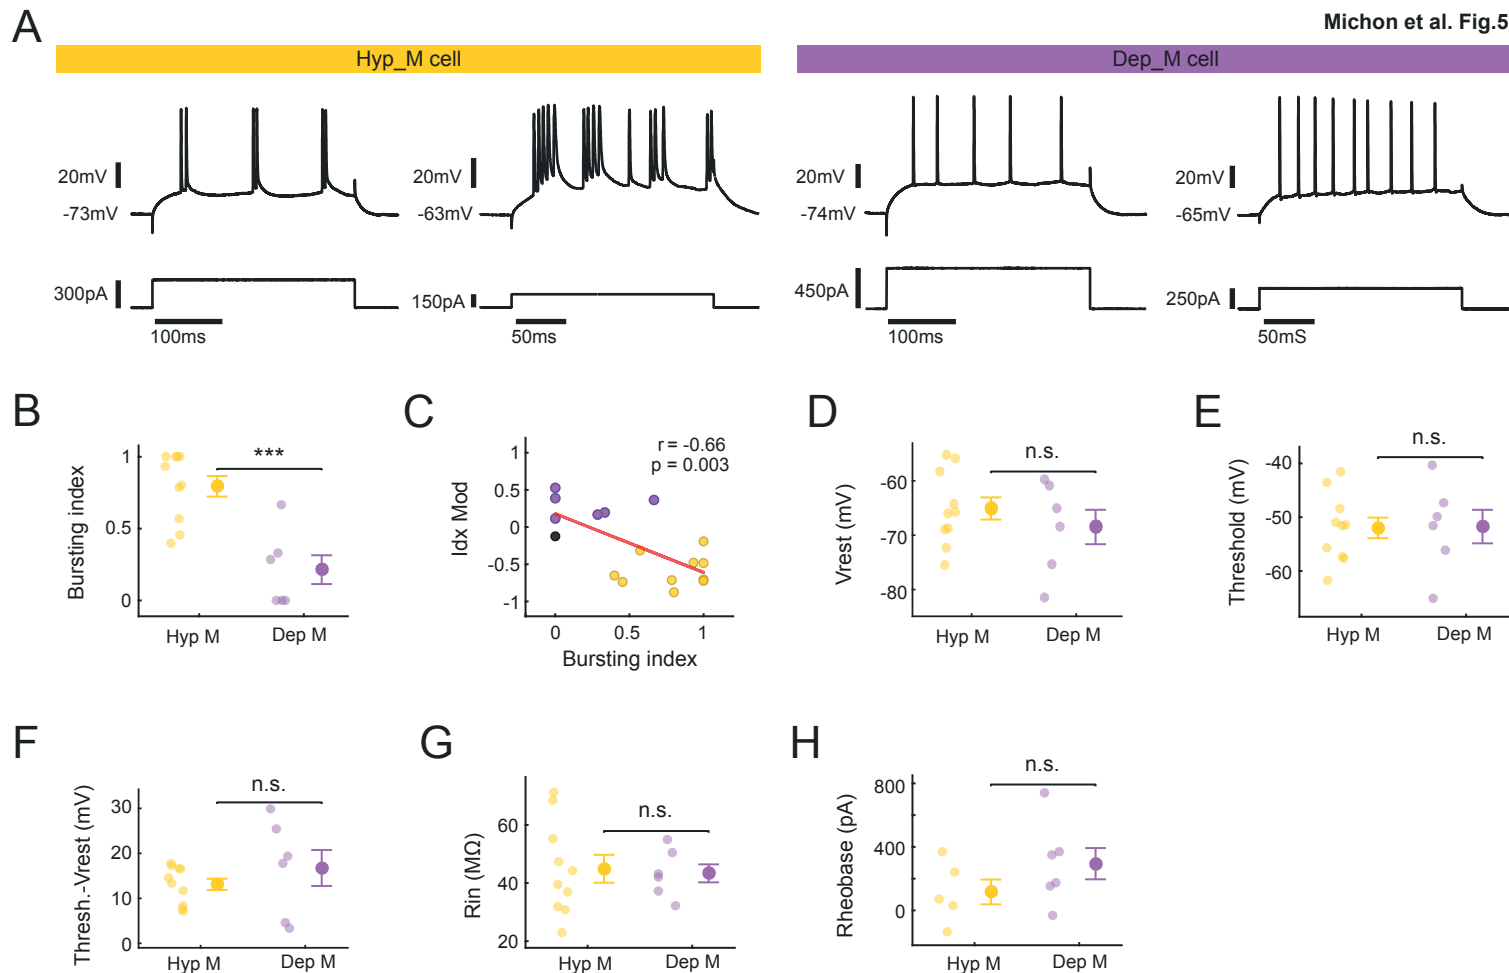 A
Michon et al. Fig.5
Hyp_M cell
Dep_M cell
20mV
-73mV
300pA
100ms
20mV
-63mV
150pA
50ms
20mV
-74mV
450pA
100ms
20mV
-65mV
250pA
50mS
B
Bursting index
1
0.5
0
***
Hyp M
Dep M
C
Idx Mod
1
0.5
0
-0.5
-1
r = -0.66
p = 0.003
0
0.5
1
Bursting index
D
Vrest (mV)
-60
-70
-80
n.s.
Hyp M
Dep M
E
Threshold (mV)
-40
-50
-60
n.s.
Hyp M
Dep M
F
Thresh.-Vrest (mV)
30
20
10
0
n.s.
Hyp M
Dep M
G
Rin (MΩ)
60
40
20
n.s.
Hyp M
Dep M
H
Rheobase (pA)
800
400
0
n.s.
Hyp M
Dep M